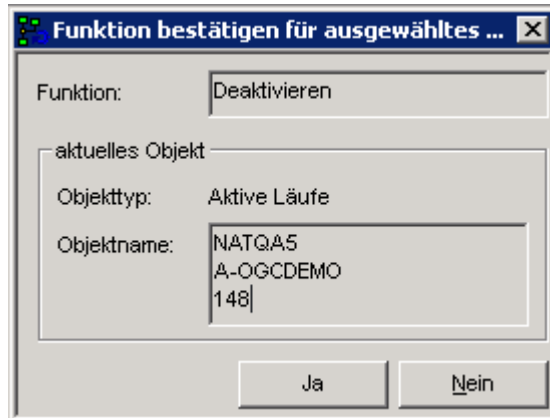 Funktion bestätigen für ausgewähltes ...
Funktion: Deaktivieren
aktuelles Objekt
Objekttyp: Aktive Läufe
Objektname: NATQA5
A-OGCDEMO
148
Ja Nein